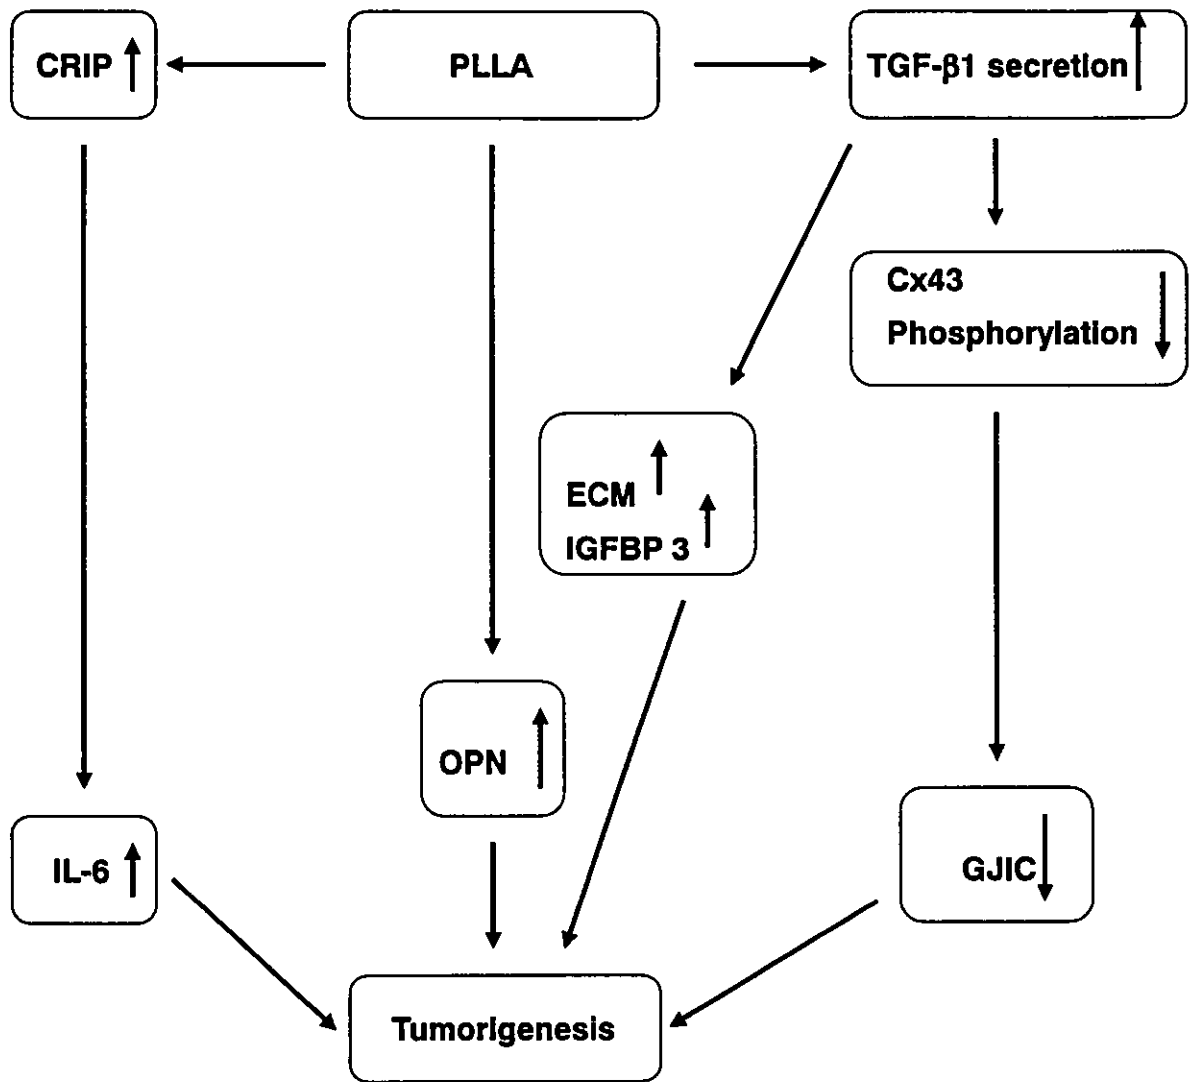 CRIP
PLLA
TGF-β1 secretion
Cx43
Phosphorylation
ECM
IGFBP 3
OPN
IL-6
GJIC
Tumorigenesis